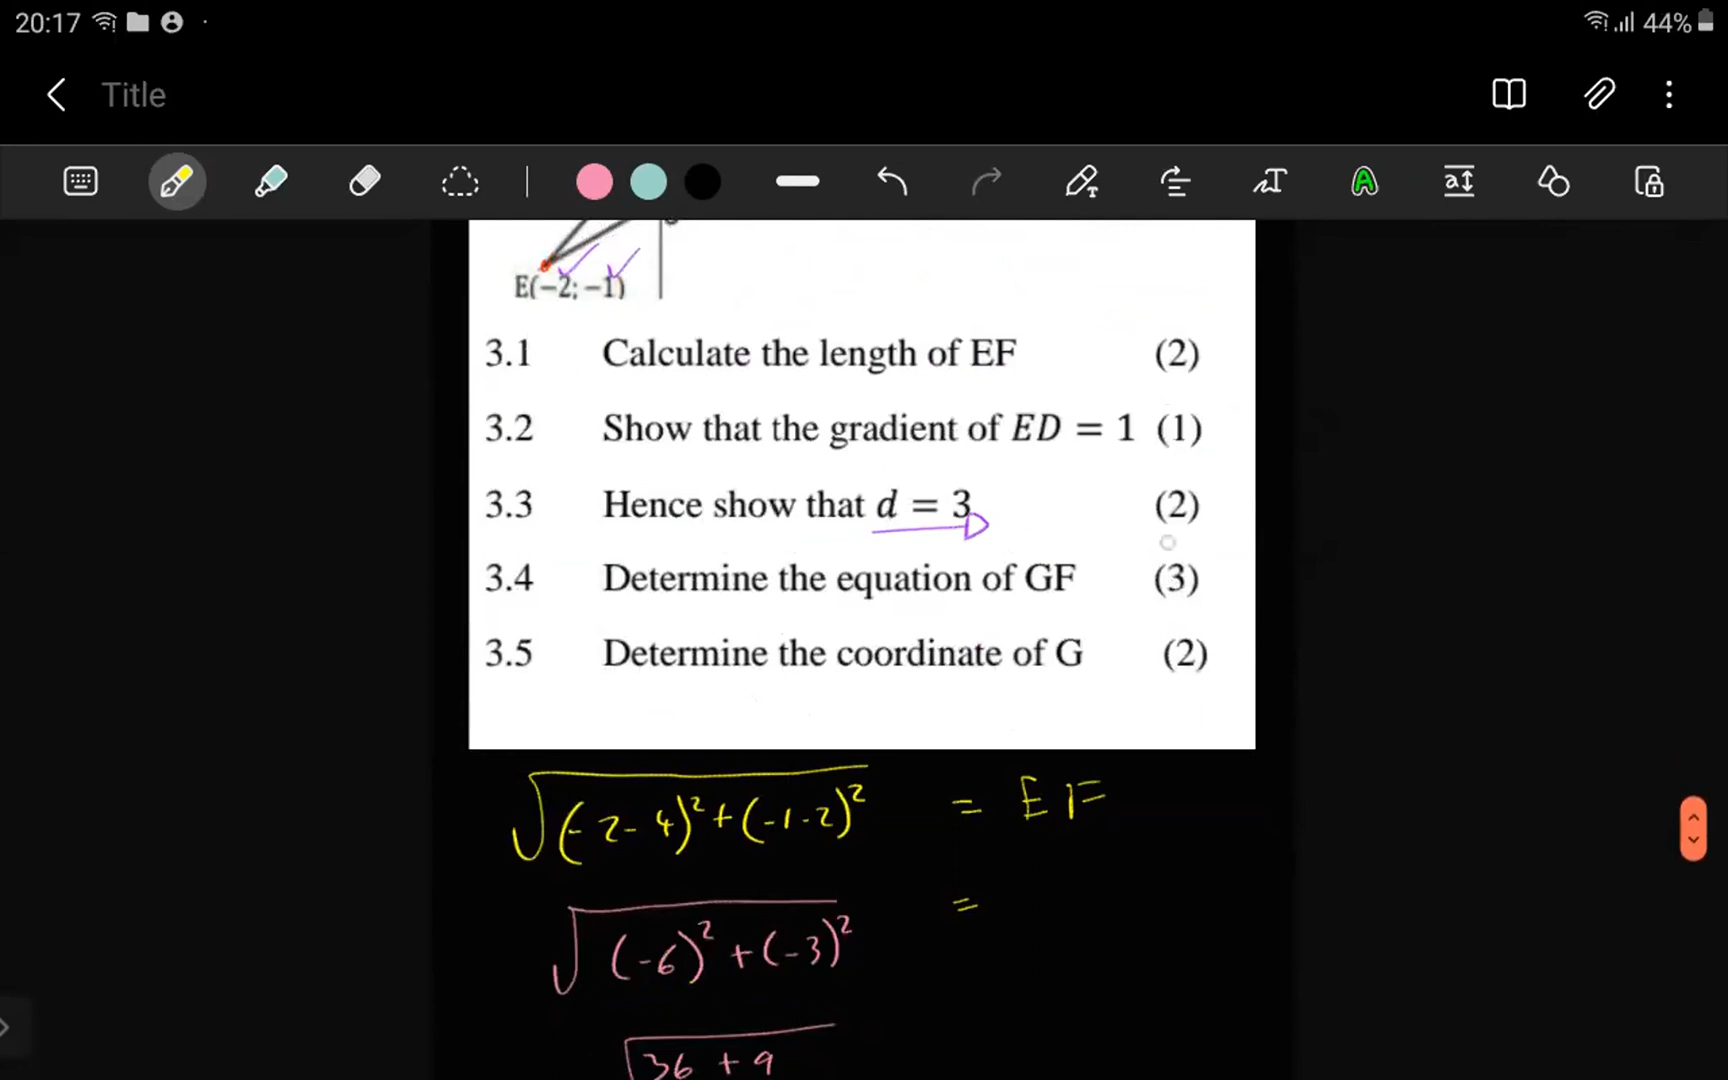 20:17 44%
Title
E(−2; −1)
3.1 Calculate the length of EF (2)
3.2 Show that the gradient of ED = 1 (1)
3.3 Hence show that d = 3 (2)
3.4 Determine the equation of GF (3)
3.5 Determine the coordinate of G (2)
√(-2-4)²+(-1-2)² = EF
=
√(-6)²+(-3)²
√36 + 9